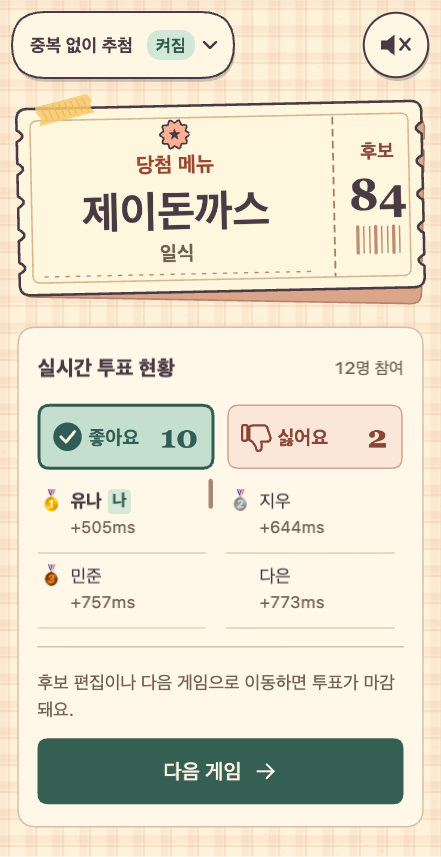 중복 없이 추첨 켜짐
당첨 메뉴
제이돈까스
일식
후보
84
실시간 투표 현황
12명 참여
좋아요 10
싫어요 2
1 유나 나
+505ms
2 지우
+644ms
3 민준
+757ms
다은
+773ms
후보 편집이나 다음 게임으로 이동하면 투표가 마감
돼요.
다음 게임 →